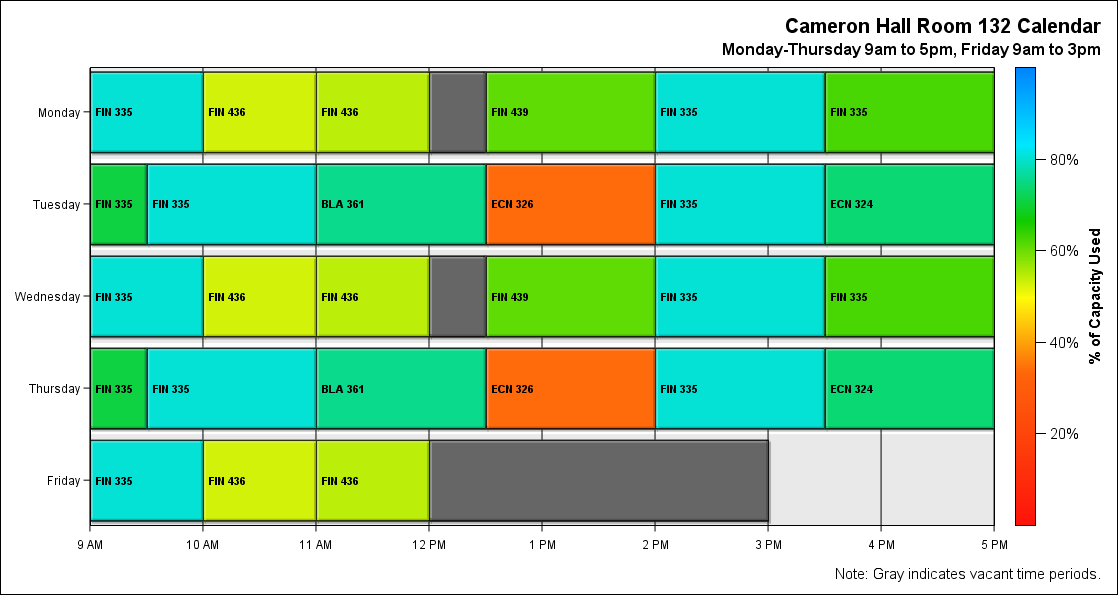 Cameron Hall Room 132 Calendar
Monday-Thursday 9am to 5pm, Friday 9am to 3pm
Monday FIN 335 FIN 436 FIN 436 FIN 439 FIN 335 FIN 335
Tuesday FIN 335 FIN 335 BLA 361 ECN 326 FIN 335 ECN 324
Wednesday FIN 335 FIN 436 FIN 436 FIN 439 FIN 335 FIN 335
Thursday FIN 335 FIN 335 BLA 361 ECN 326 FIN 335 ECN 324
Friday FIN 335 FIN 436 FIN 436
9 AM 10 AM 11 AM 12 PM 1 PM 2 PM 3 PM 4 PM 5 PM
80%
60%
40%
20%
% of Capacity Used
Note: Gray indicates vacant time periods.